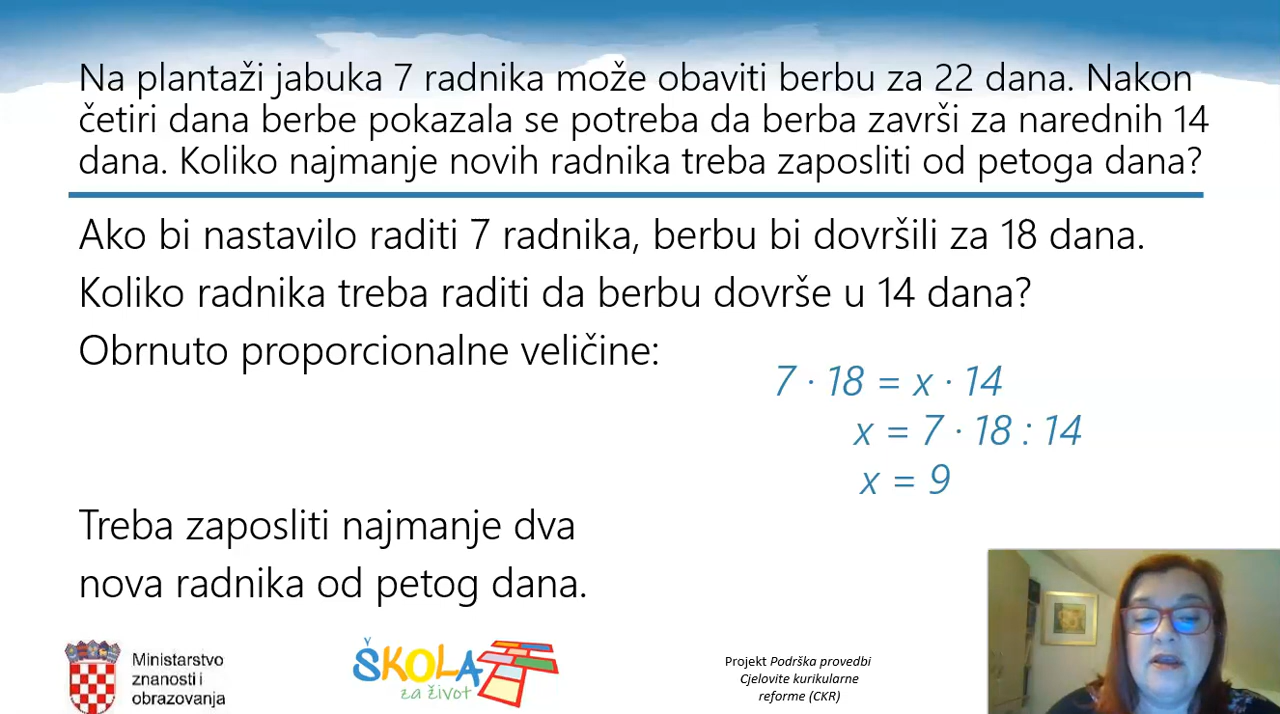 Na plantaži jabuka 7 radnika može obaviti berbu za 22 dana. Nakon
četiri dana berbe pokazala se potreba da berba završi za narednih 14
dana. Koliko najmanje novih radnika treba zaposliti od petoga dana?
Ako bi nastavilo raditi 7 radnika, berbu bi dovršili za 18 dana.
Koliko radnika treba raditi da berbu dovrše u 14 dana?
Obrnuto proporcionalne veličine:
7 · 18 = x · 14
x = 7 · 18 : 14
x = 9
Treba zaposliti najmanje dva
nova radnika od petog dana.
Ministarstvo
znanosti i
obrazovanja
ŠKOLA
za život
Projekt Podrška provedbi
Cjelovite kurikularne
reforme (CKR)